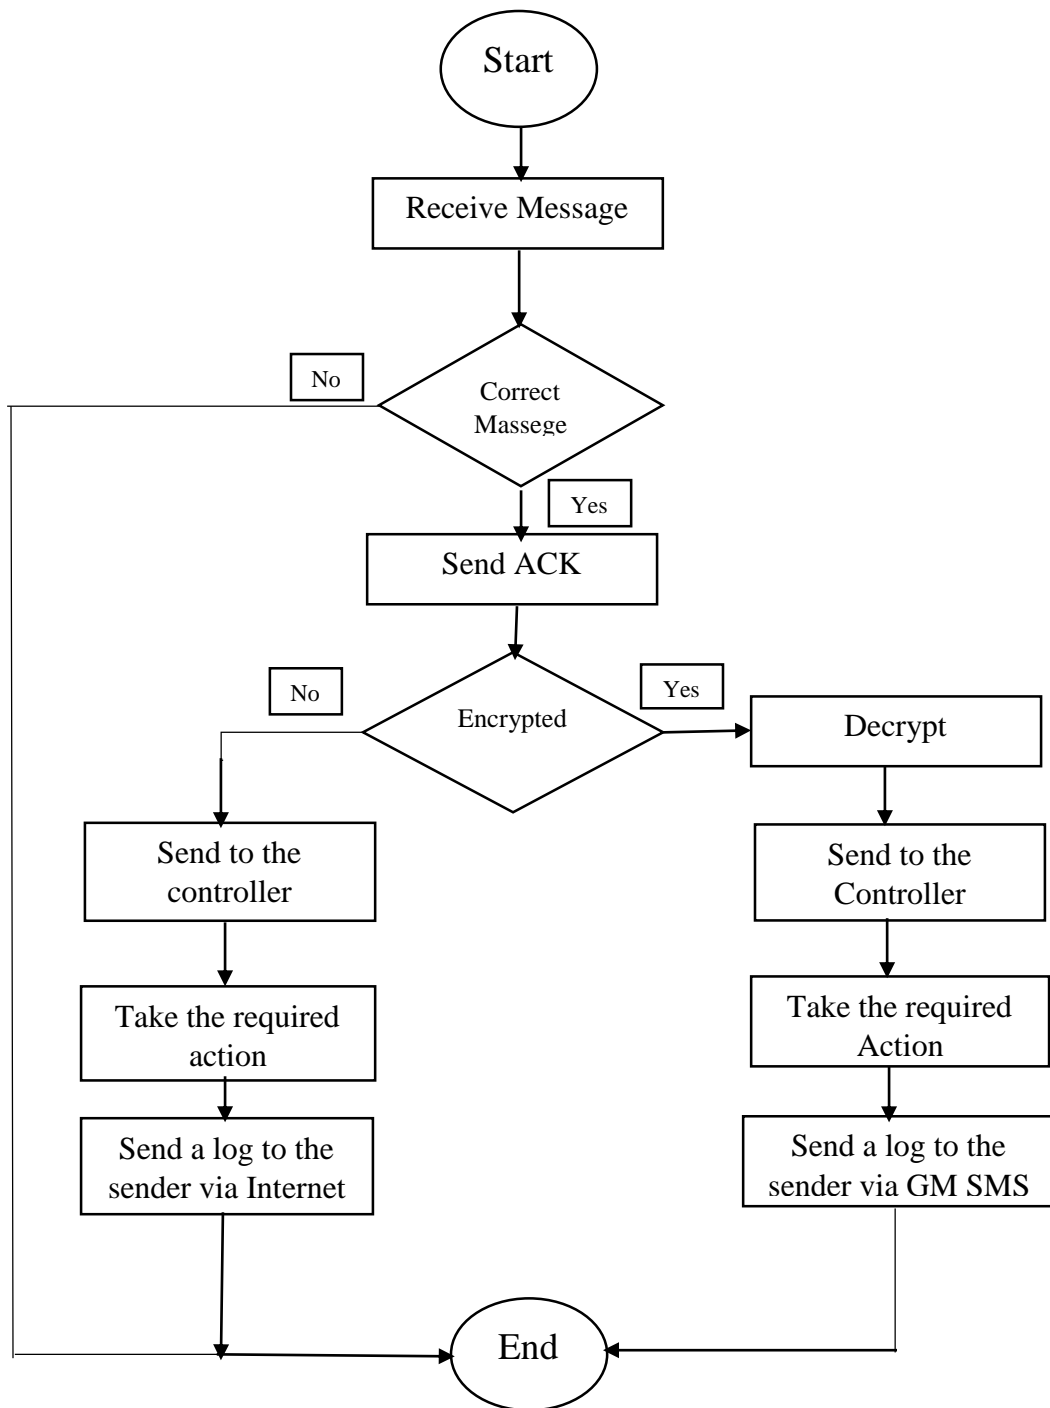 Start
Receive Message
No
Correct
Massege
Yes
Send ACK
No
Yes
Encrypted
Decrypt
Send to the
controller
Send to the
Controller
Take the required
action
Take the required
Action
Send a log to the
sender via Internet
Send a log to the
sender via GM SMS
End